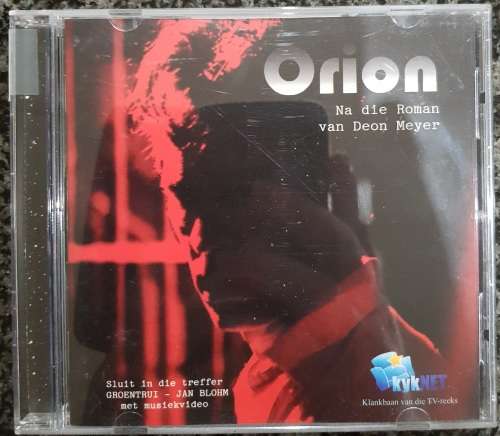 Orion
Na die Roman
van Deon Meyer
Sluit in die treffer
GROENTRUI - JAN BLOHM
met musiekvideo
kykNET
Klankbaan van die TV-reeks